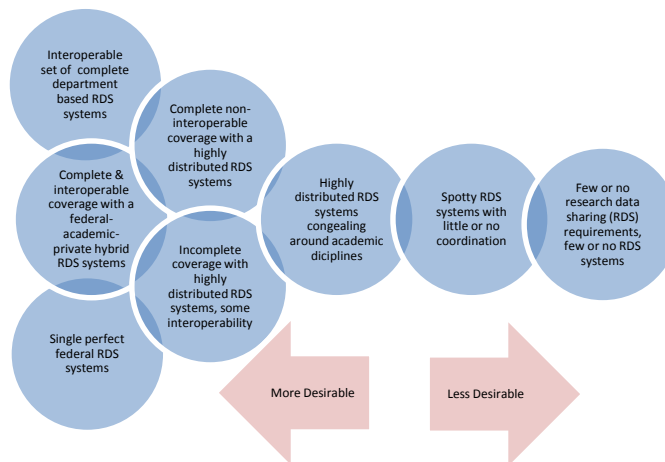 Interoperable
set of complete
department
based RDS
systems
Complete non-
interoperable
coverage with a
highly
distributed RDS
systems
Complete &
interoperable
coverage with a
federal-
academic-
private hybrid
RDS systems
Incomplete
coverage with
highly
distributed RDS
systems, some
interoperability
Single perfect
federal RDS
systems
Highly
distributed RDS
systems
congealing
around academic
diciplines
Spotty RDS
systems with
little or no
coordination
Few or no
research data
sharing (RDS)
requirements,
few or no RDS
systems
More Desirable
Less Desirable